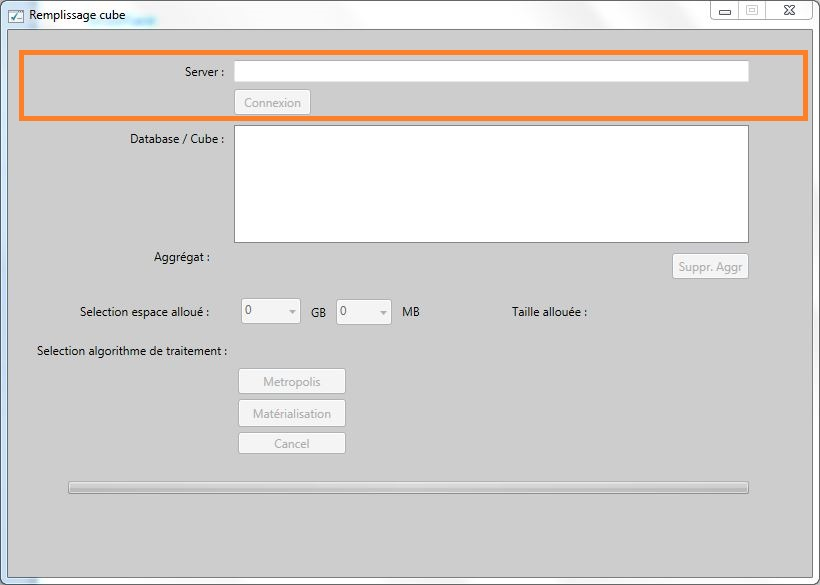 Remplissage cube
Server :
Connexion
Database / Cube :
Aggrégat :
Suppr. Aggr
Selection espace alloué : 0 GB 0 MB Taille allouée :
Selection algorithme de traitement :
Metropolis
Matérialisation
Cancel